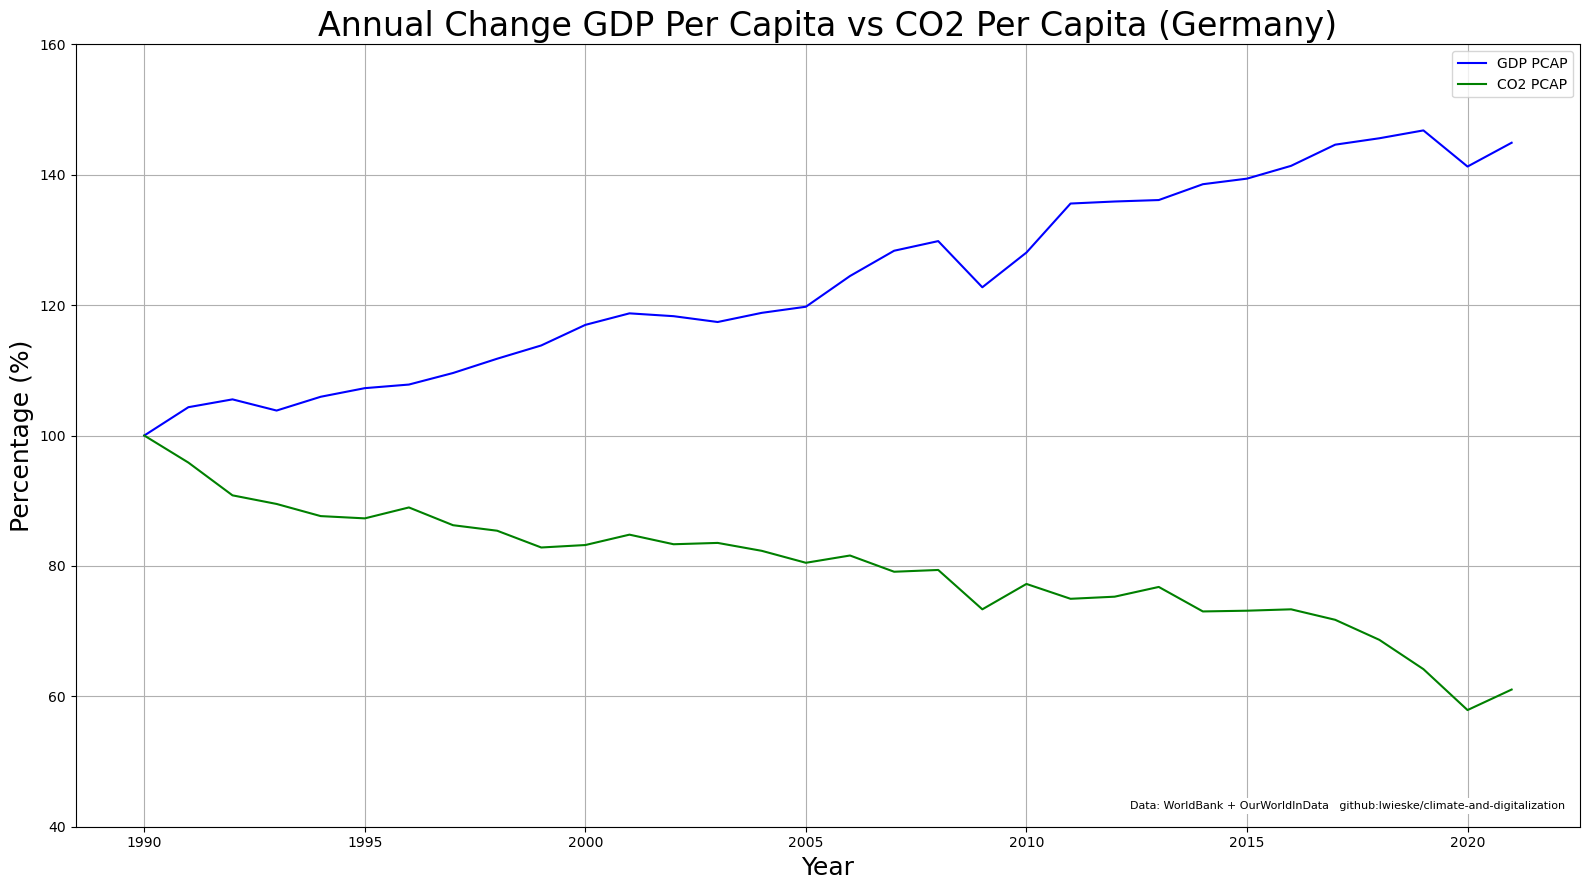 Annual Change GDP Per Capita vs CO2 Per Capita (Germany)
GDP PCAP
CO2 PCAP
Percentage (%)
160
140
120
100
80
60
40
Data: WorldBank + OurWorldInData github:lwieske/climate-and-digitalization
1990 1995 2000 2005 2010 2015 2020
Year